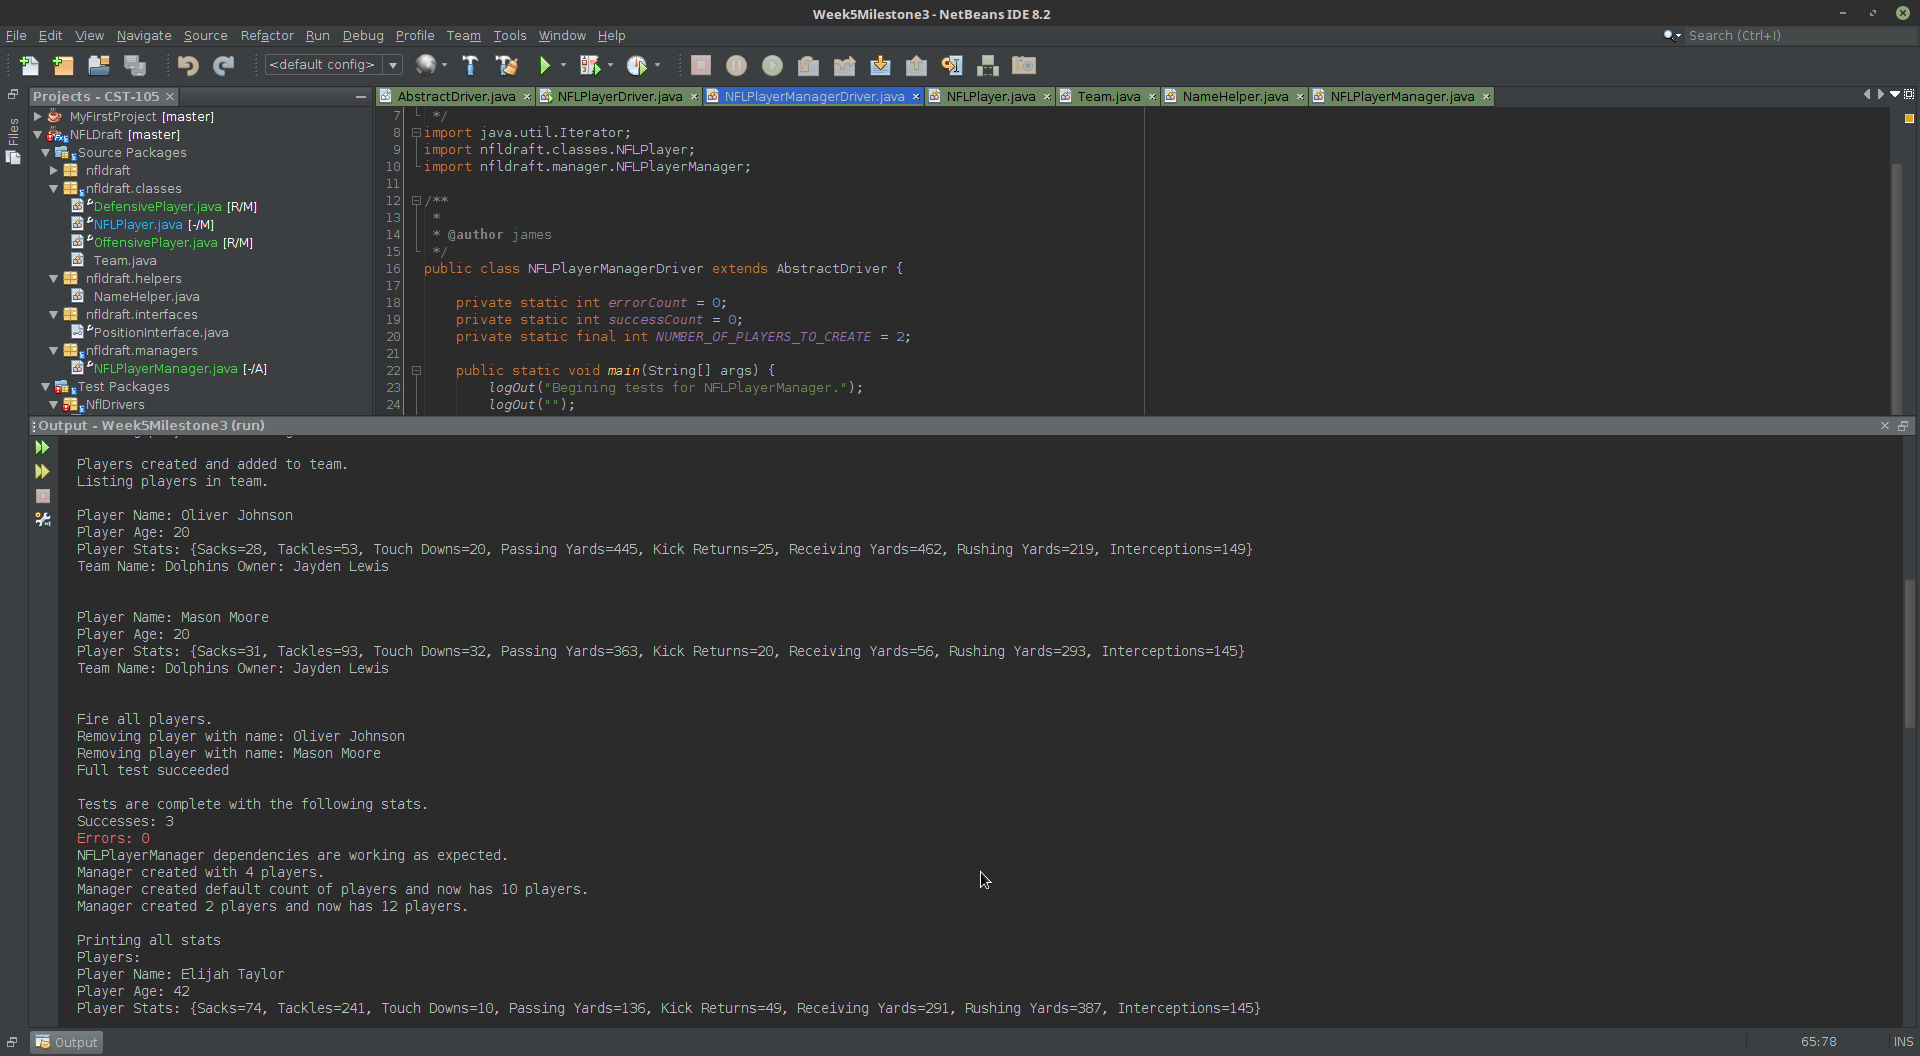 Week5Milestone3 - NetBeans IDE 8.2
File Edit View Navigate Source Refactor Run Debug Profile Team Tools Window Help
Search (Ctrl+I)
<default config>
Projects - CST-105
AbstractDriver.java NFLPlayerDriver.java NFLPlayerManagerDriver.java NFLPlayer.java Team.java NameHelper.java NFLPlayerManager.java
Files
MyFirstProject [master]
NFLDraft [master]
Source Packages
nfldraft
nfldraft.classes
DefensivePlayer.java [R/M]
NFLPlayer.java [-/M]
OffensivePlayer.java [R/M]
Team.java
nfldraft.helpers
NameHelper.java
nfldraft.interfaces
PositionInterface.java
nfldraft.managers
NFLPlayerManager.java [-/A]
Test Packages
NflDrivers
7 */
8 import java.util.Iterator;
9 import nfldraft.classes.NFLPlayer;
10 import nfldraft.manager.NFLPlayerManager;
11
12 /**
13 *
14 * @author james
15 */
16 public class NFLPlayerManagerDriver extends AbstractDriver {
17
18 private static int errorCount = 0;
19 private static int successCount = 0;
20 private static final int NUMBER_OF_PLAYERS_TO_CREATE = 2;
21
22 public static void main(String[] args) {
23 logOut("Begining tests for NFLPlayerManager.");
24 logOut("");
Output - Week5Milestone3 (run)
Players created and added to team.
Listing players in team.
Player Name: Oliver Johnson
Player Age: 20
Player Stats: {Sacks=28, Tackles=53, Touch Downs=20, Passing Yards=445, Kick Returns=25, Receiving Yards=462, Rushing Yards=219, Interceptions=149}
Team Name: Dolphins Owner: Jayden Lewis
Player Name: Mason Moore
Player Age: 20
Player Stats: {Sacks=31, Tackles=93, Touch Downs=32, Passing Yards=363, Kick Returns=20, Receiving Yards=56, Rushing Yards=293, Interceptions=145}
Team Name: Dolphins Owner: Jayden Lewis
Fire all players.
Removing player with name: Oliver Johnson
Removing player with name: Mason Moore
Full test succeeded
Tests are complete with the following stats.
Successes: 3
Errors: 0
NFLPlayerManager dependencies are working as expected.
Manager created with 4 players.
Manager created default count of players and now has 10 players.
Manager created 2 players and now has 12 players.
Printing all stats
Players:
Player Name: Elijah Taylor
Player Age: 42
Player Stats: {Sacks=74, Tackles=241, Touch Downs=10, Passing Yards=136, Kick Returns=49, Receiving Yards=291, Rushing Yards=387, Interceptions=145}
Output
65:78 INS